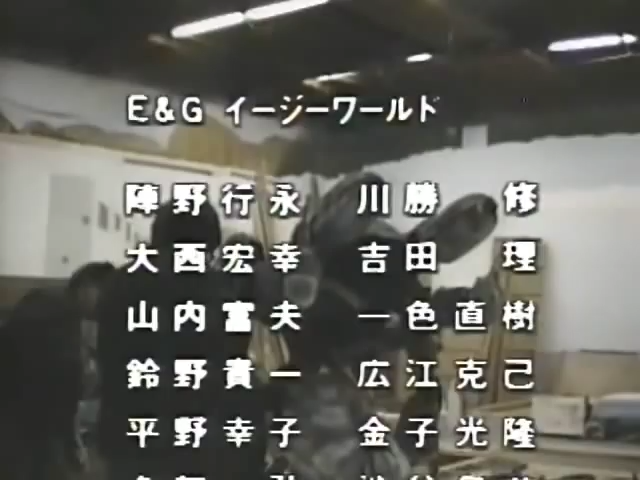 E&G イージーワールド
陣野行永 川勝 修
大西宏幸 吉田 理
山内富夫 一色直樹
鈴野貴一 広江克己
平野幸子 金子光隆